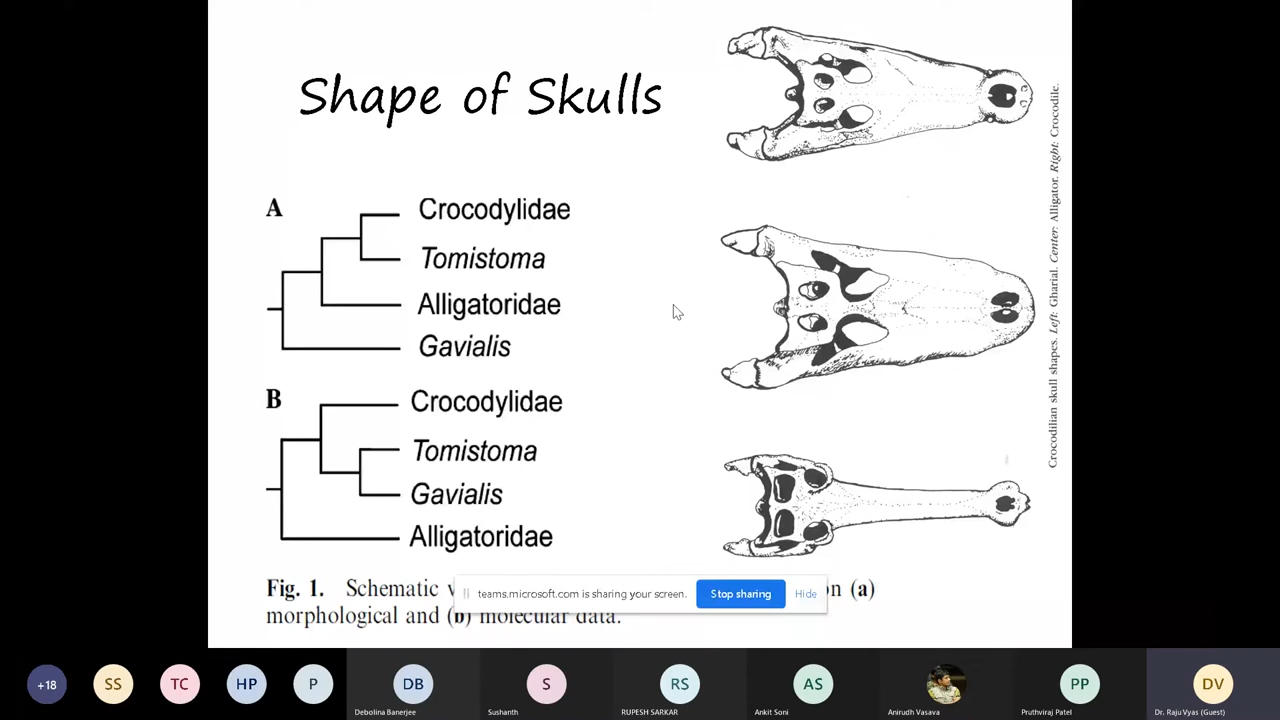 Shape of Skulls
A
Crocodylidae
Tomistoma
Alligatoridae
Gavialis
B
Crocodylidae
Tomistoma
Gavialis
Alligatoridae
Fig. 1. Schematic on (a)
morphological and (b) molecular data.
Crocodilian skull shapes. Left: Gharial. Center: Alligator. Right: Crocodile.
teams.microsoft.com is sharing your screen. Stop sharing Hide
+18 SS TC HP P DB S RS AS PP DV
Debolina Banerjee Sushanth RUPESH SARKAR Ankit Soni Anirudh Vasava Pruthviraj Patel Dr. Raju Vyas (Guest)